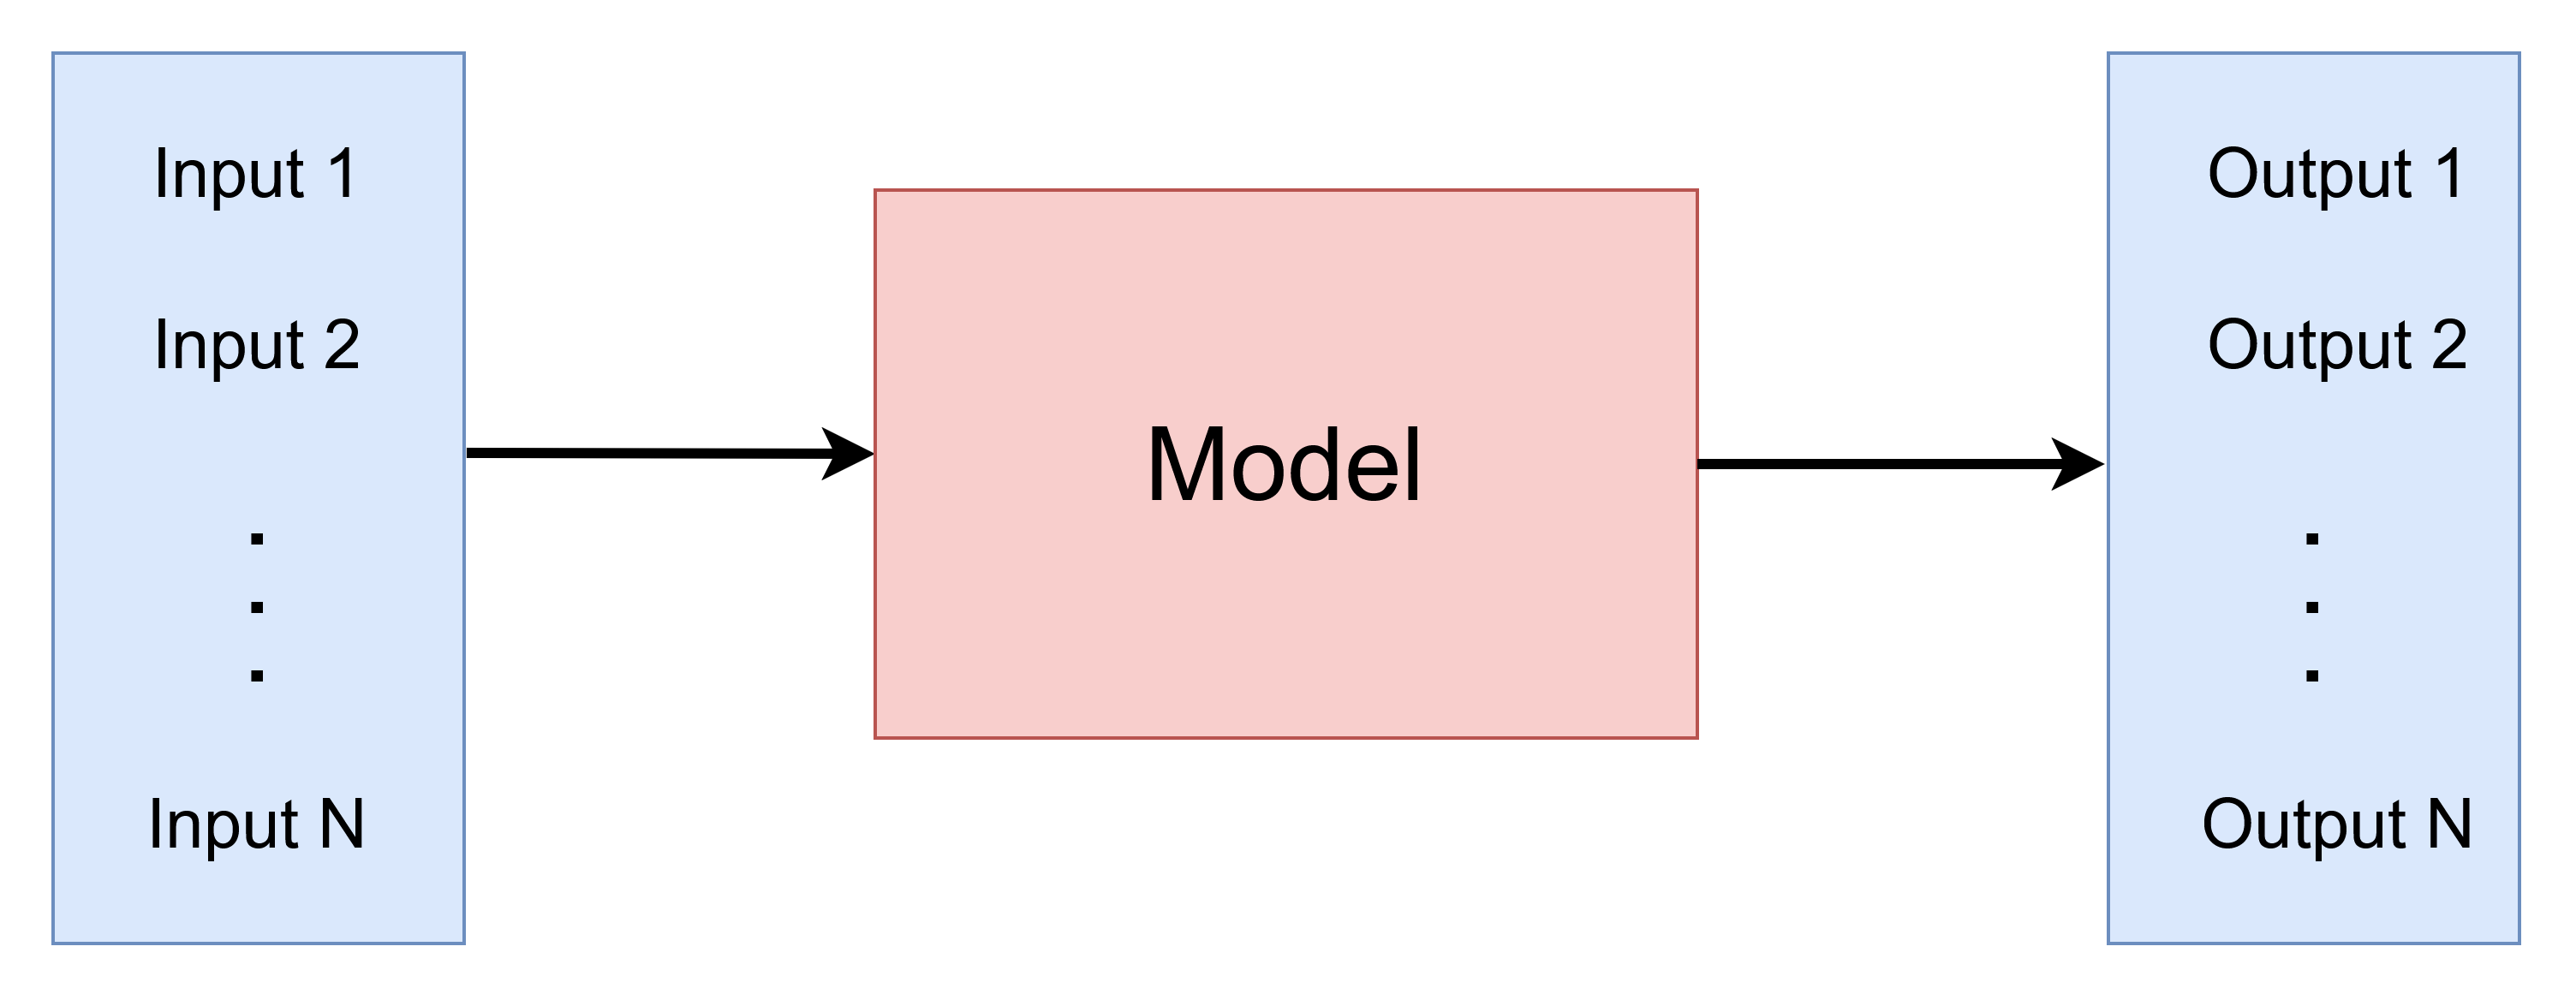 Input 1
Input 2
.
.
.
Input N
Model
Output 1
Output 2
.
.
.
Output N